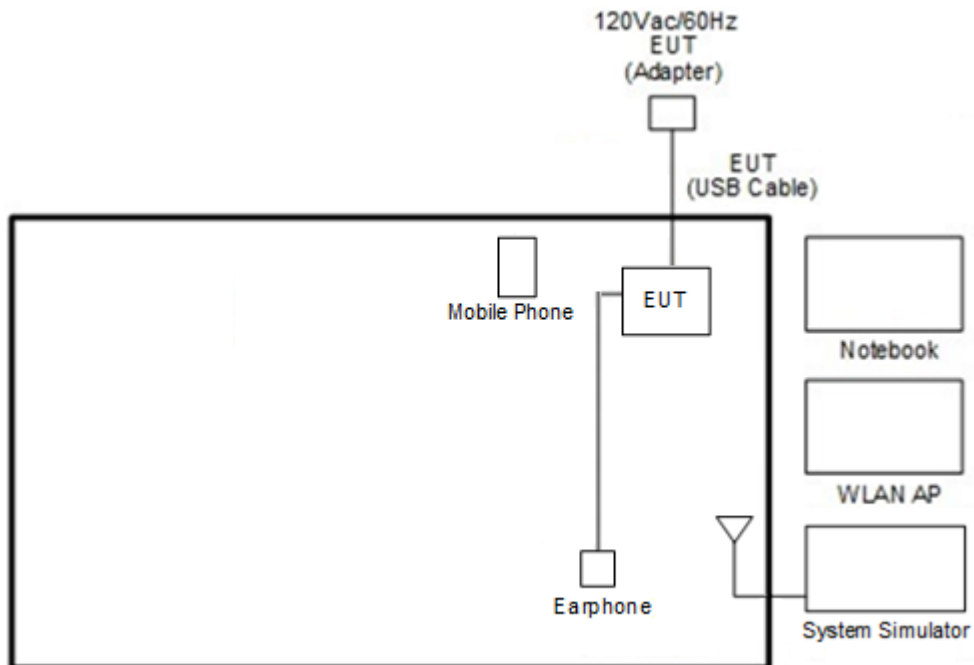 120Vac/60Hz
EUT
(Adapter)
EUT
(USB Cable)
Mobile Phone
EUT
Notebook
WLAN AP
Earphone
System Simulator